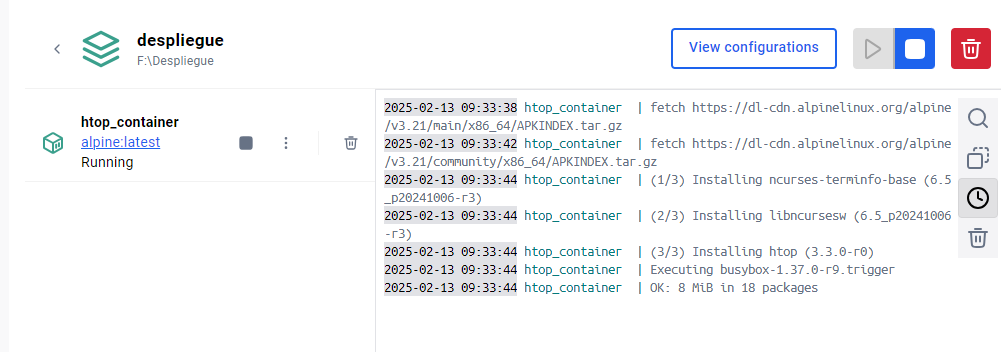 despliegue
F:\Despliegue
View configurations
htop_container
alpine:latest
Running
2025-02-13 09:33:38 htop_container | fetch https://dl-cdn.alpinelinux.org/alpine
/v3.21/main/x86_64/APKINDEX.tar.gz
2025-02-13 09:33:42 htop_container | fetch https://dl-cdn.alpinelinux.org/alpine
/v3.21/community/x86_64/APKINDEX.tar.gz
2025-02-13 09:33:44 htop_container | (1/3) Installing ncurses-terminfo-base (6.5
_p20241006-r3)
2025-02-13 09:33:44 htop_container | (2/3) Installing libncursesw (6.5_p20241006
-r3)
2025-02-13 09:33:44 htop_container | (3/3) Installing htop (3.3.0-r0)
2025-02-13 09:33:44 htop_container | Executing busybox-1.37.0-r9.trigger
2025-02-13 09:33:44 htop_container | OK: 8 MiB in 18 packages